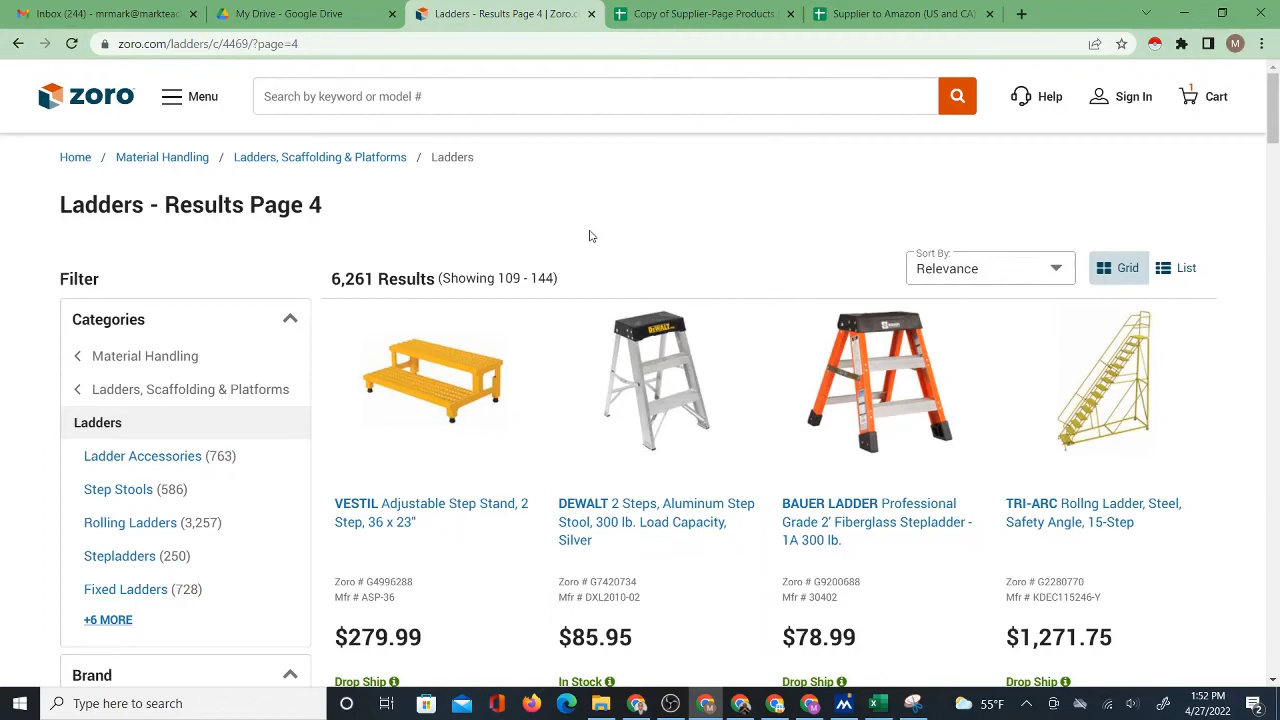 Inbox (14,244) - mark
My Drive - Google Drive
Ladders - Results Page 4 | Zoro.co
Copy of Supplier-Page Products
Supplier to Amazon (US and CA)
zoro.com/ladders/c/4469/?page=4
M
zoro
Menu
Search by keyword or model #
Help
Sign In
1
Cart
Home / Material Handling / Ladders, Scaffolding & Platforms / Ladders
Ladders - Results Page 4
Filter
6,261 Results (Showing 109 - 144)
Sort By:
Relevance
Grid
List
Categories
Material Handling
Ladders, Scaffolding & Platforms
Ladders
Ladder Accessories (763)
Step Stools (586)
Rolling Ladders (3,257)
Stepladders (250)
Fixed Ladders (728)
+6 MORE
Brand
DEWALT
VESTIL Adjustable Step Stand, 2
Step, 36 x 23"
Zoro # G4996288
Mfr # ASP-36
$279.99
Drop Ship
DEWALT 2 Steps, Aluminum Step
Stool, 300 lb. Load Capacity,
Silver
Zoro # G7420734
Mfr # DXL2010-02
$85.95
In Stock
BAUER LADDER Professional
Grade 2' Fiberglass Stepladder -
1A 300 lb.
Zoro # G9200688
Mfr # 30402
$78.99
Drop Ship
TRI-ARC Rollng Ladder, Steel,
Safety Angle, 15-Step
Zoro # G2280770
Mfr # KDEC115246-Y
$1,271.75
Drop Ship
Type here to search
55°F
1:52 PM
4/27/2022
2